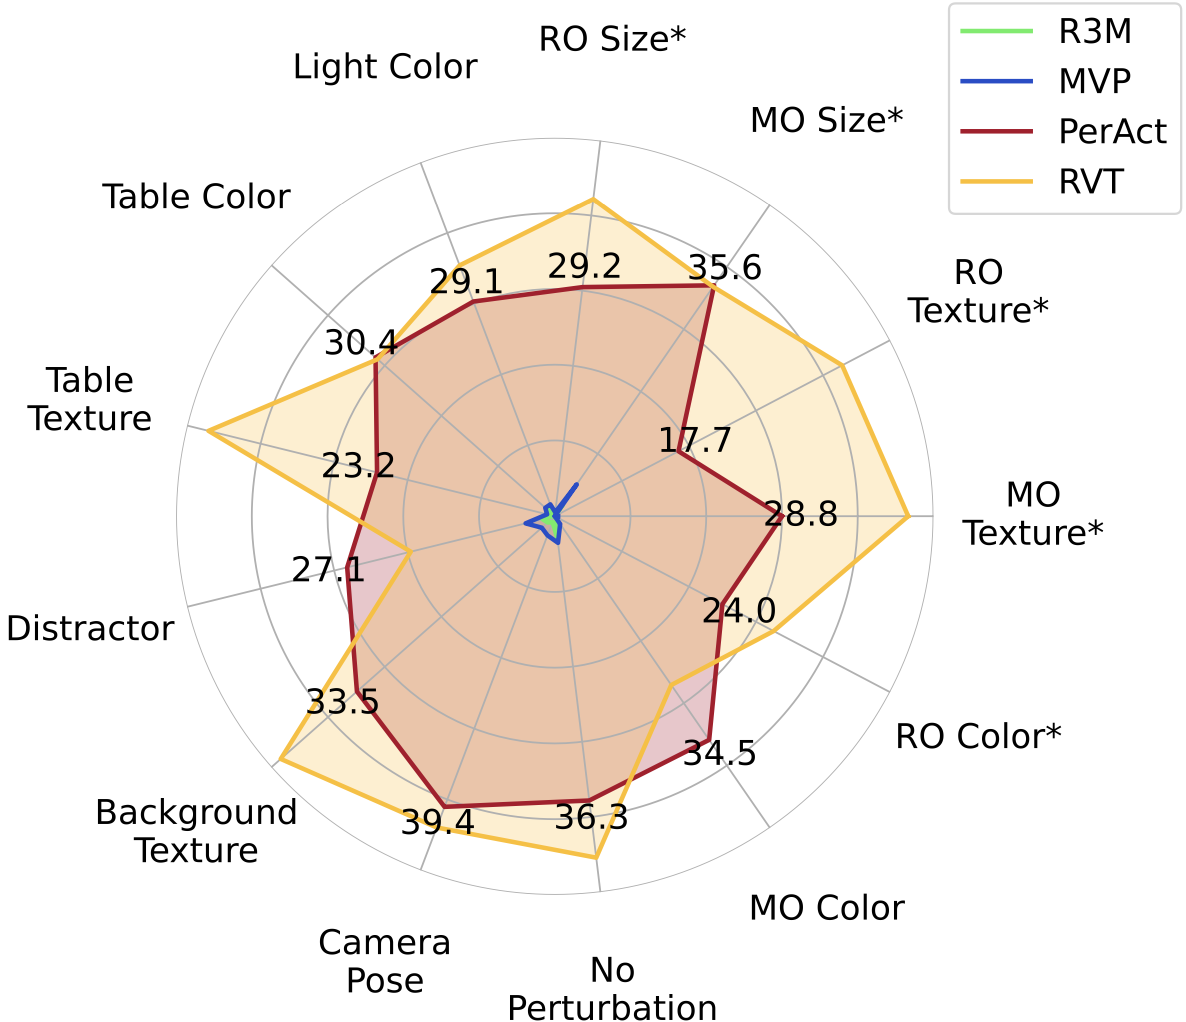 RO Size*
Light Color
MO Size*
Table Color
RO
Texture*
Table
Texture
MO
Texture*
Distractor
RO Color*
Background
Texture
MO Color
Camera
Pose
No
Perturbation
R3M
MVP
PerAct
RVT
29.1
29.2
35.6
30.4
17.7
23.2
28.8
27.1
24.0
33.5
34.5
39.4
36.3